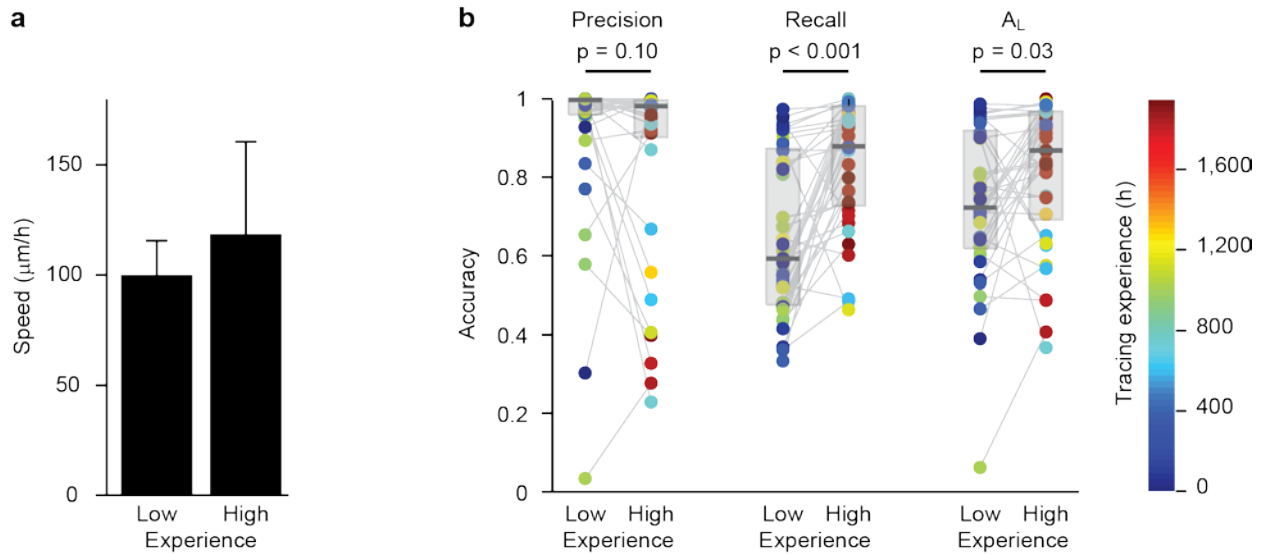 a
Speed (μm/h)
150
100
50
0
Low
High
Experience
b
Precision
Recall
A_L
p = 0.10
p < 0.001
p = 0.03
Accuracy
1
0.8
0.6
0.4
0.2
0
Low
High
Low
High
Low
High
Experience
Experience
Experience
Tracing experience (h)
1,600
1,200
800
400
0